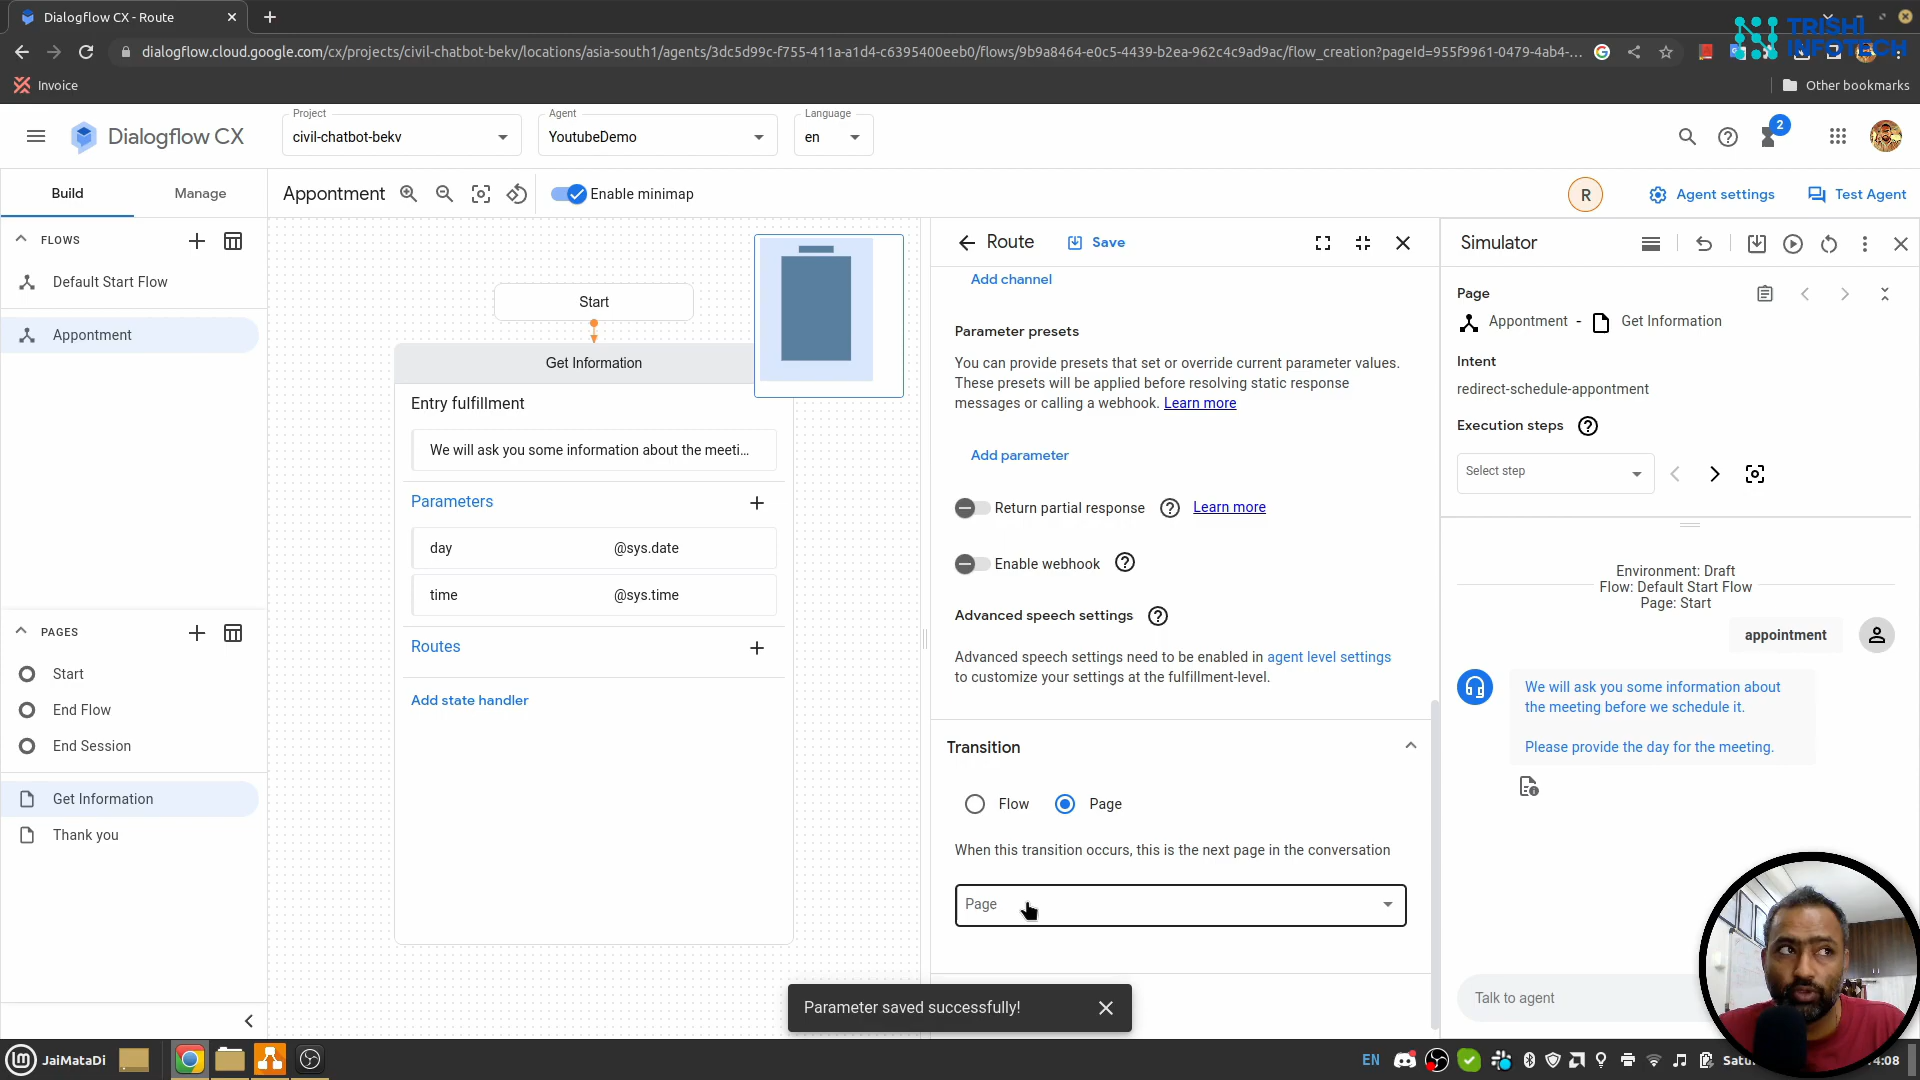 Dialogflow CX - Route
TRISHI
INFOTECH
dialogflow.cloud.google.com/cx/projects/civil-chatbot-bekv/locations/asia-south1/agents/3dc5d99c-f755-411a-a1d4-c6395400eeb0/flows/9b9a8464-e0c5-4439-b2ea-962c4c9ad9ac/flow_creation?pageId=955f9961-0479-4ab4-...
Invoice
Other bookmarks
Dialogflow CX
Project
civil-chatbot-bekv
Agent
YoutubeDemo
Language
en
2
Build
Manage
Appontment
Enable minimap
R
Agent settings
Test Agent
FLOWS
Default Start Flow
Appontment
PAGES
Start
End Flow
End Session
Get Information
Thank you
Start
Get Information
Entry fulfillment
We will ask you some information about the meeti...
Parameters
day @sys.date
time @sys.time
Routes
Add state handler
Route
Save
Add channel
Parameter presets
You can provide presets that set or override current parameter values.
These presets will be applied before resolving static response
messages or calling a webhook. Learn more
Add parameter
Return partial response
Learn more
Enable webhook
Advanced speech settings
Advanced speech settings need to be enabled in agent level settings
to customize your settings at the fulfillment-level.
Transition
Flow
Page
When this transition occurs, this is the next page in the conversation
Page
Parameter saved successfully!
Simulator
Page
Appontment - Get Information
Intent
redirect-schedule-appontment
Execution steps
Select step
Environment: Draft
Flow: Default Start Flow
Page: Start
appointment
We will ask you some information about
the meeting before we schedule it.
Please provide the day for the meeting.
Talk to agent
JaiMataDi
EN